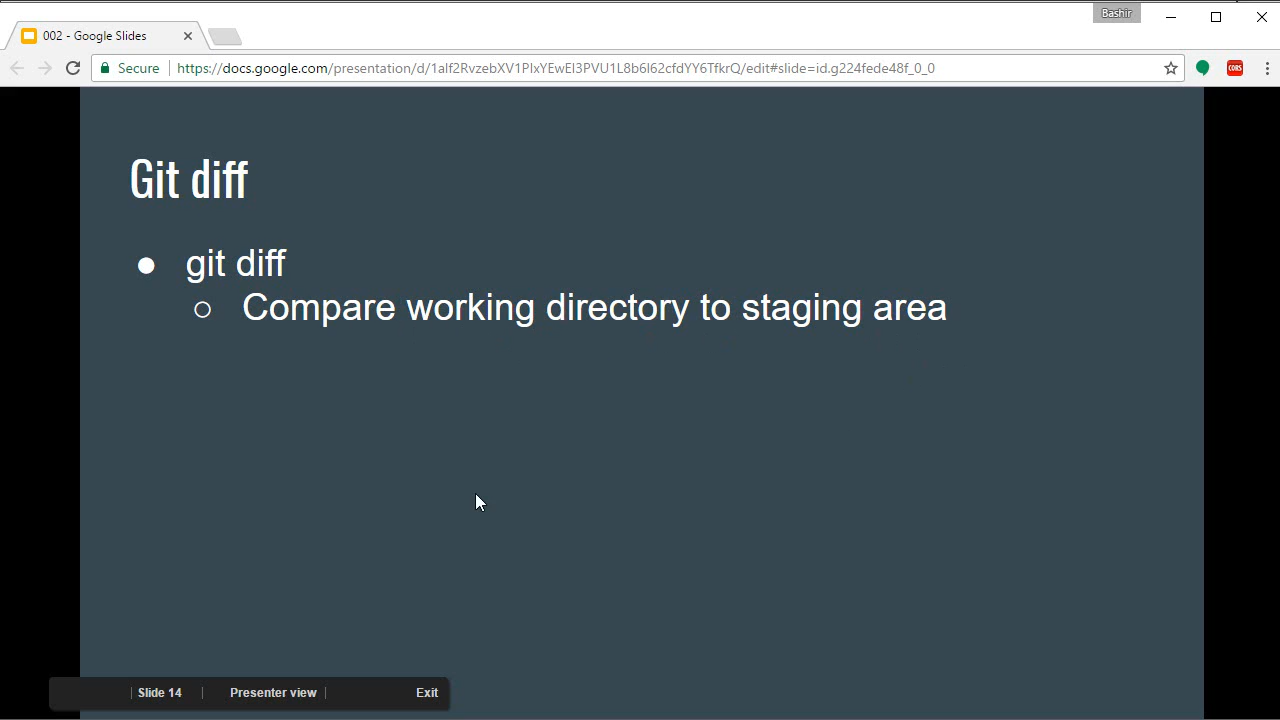 Bashir
002 - Google Slides
Secure
https://docs.google.com/presentation/d/1alf2RvzebXV1PlxYEwEl3PVU1L8b6l62cfdYY6TfkrQ/edit#slide=id.g224fede48f_0_0
CORS
Git diff
● git diff
○ Compare working directory to staging area
Slide 14
Presenter view
Exit